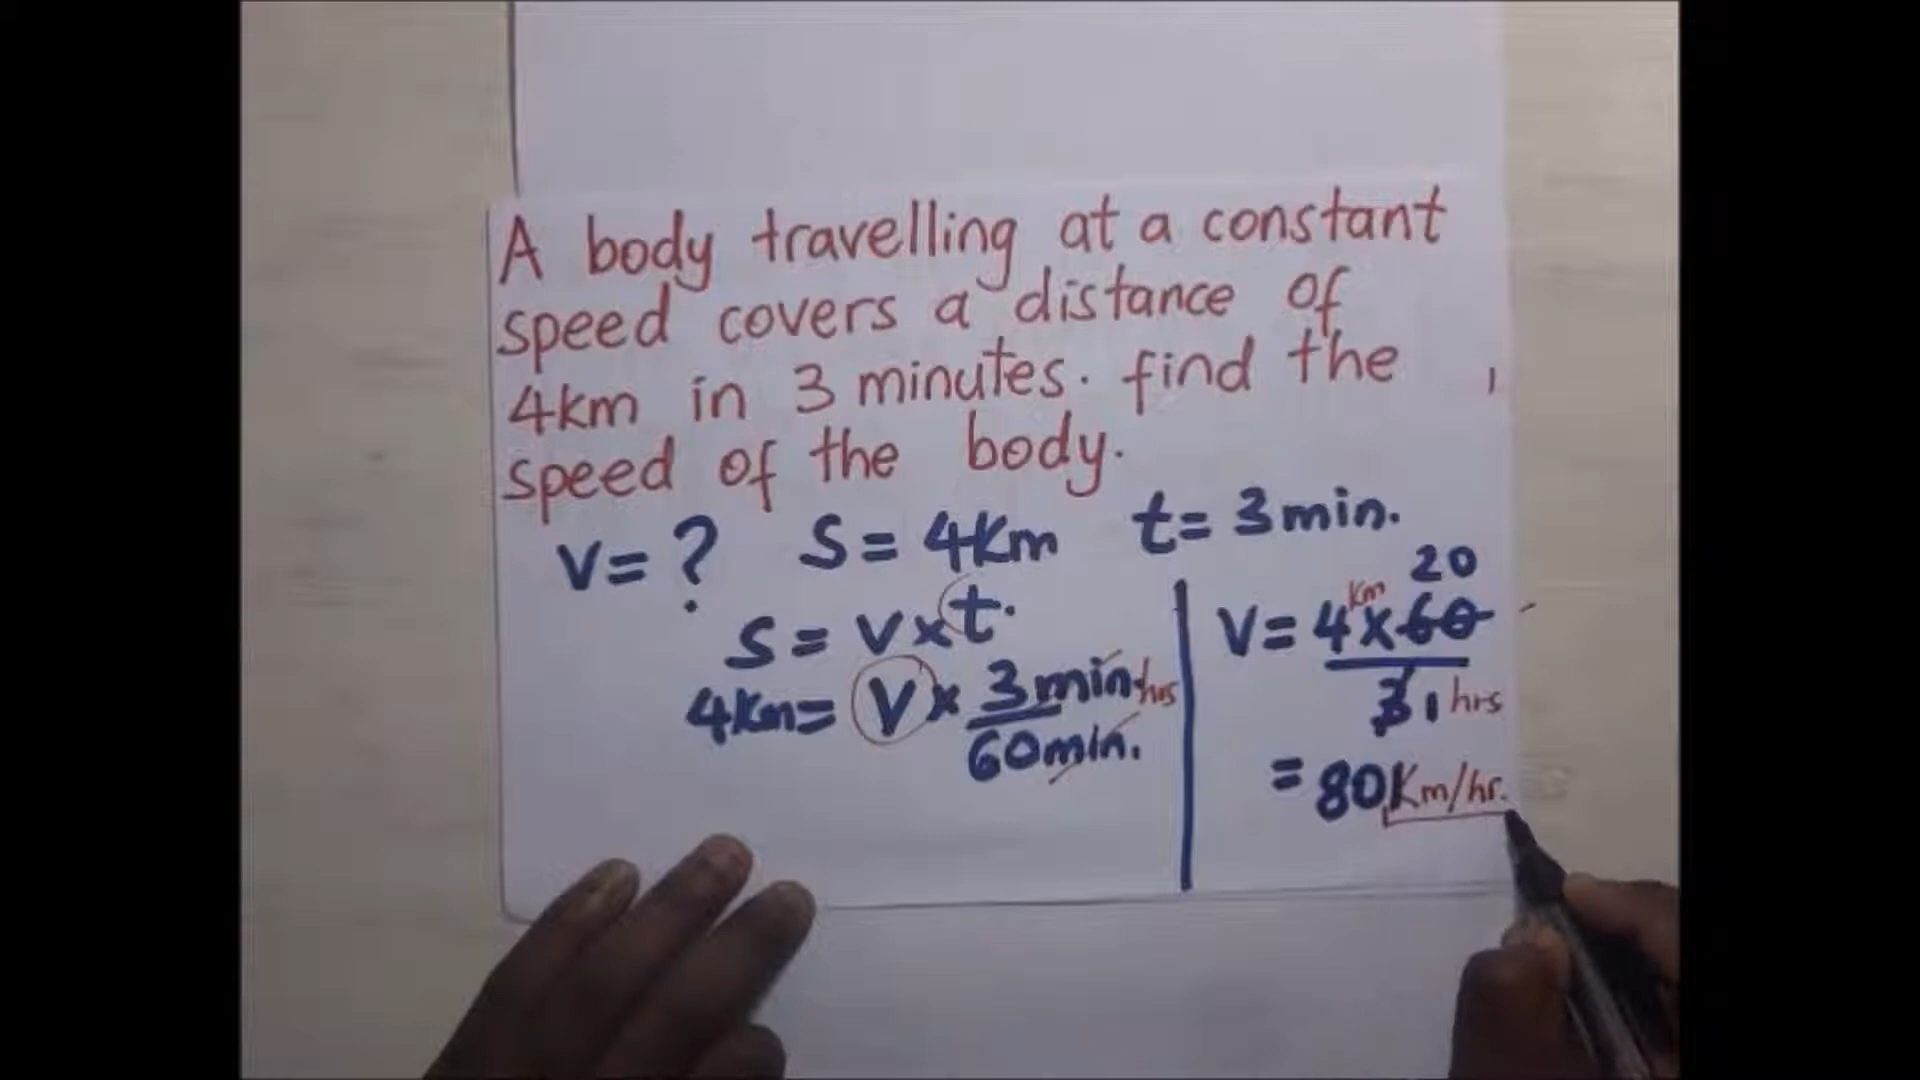 A body travelling at a constant
speed covers a distance of
4km in 3 minutes. find the
speed of the body.
V= ? S = 4Km t= 3min.
S = V×t.
4Km = V × 3min. hrs
60min.
20
V= 4 km ×60
3 1 hrs
= 80Km/hr.